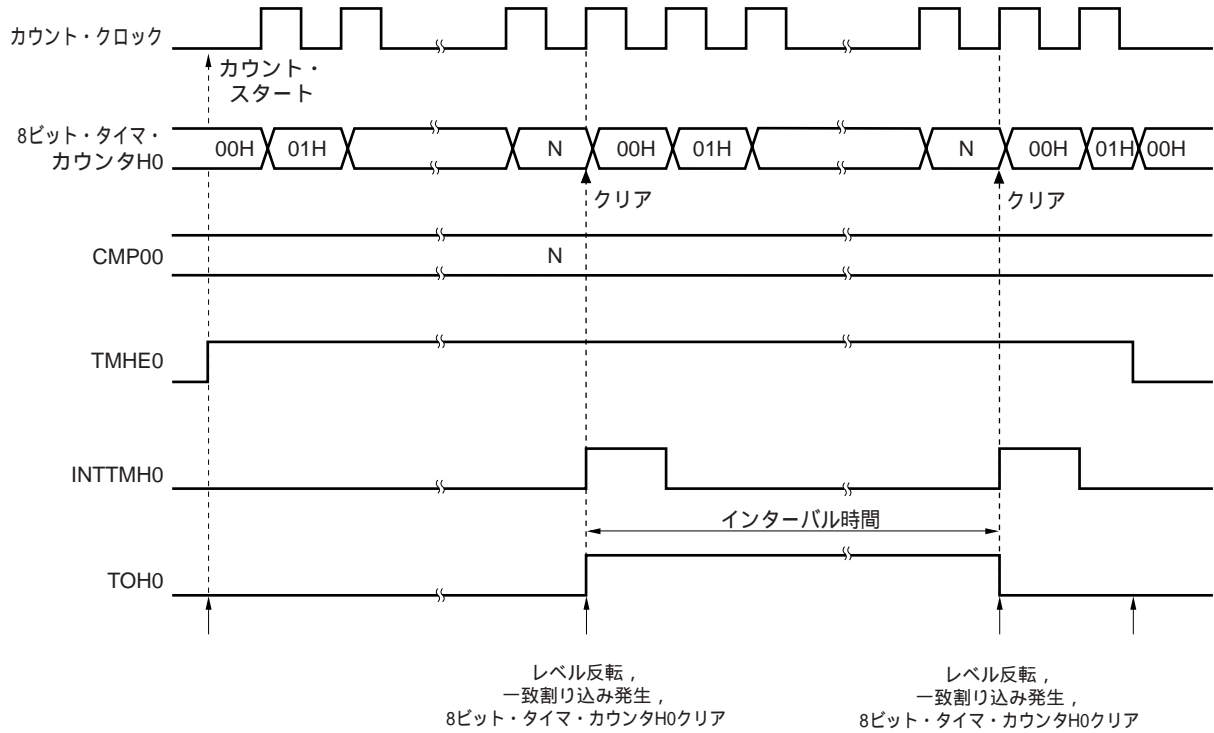 カウント・クロック
カウント・
スタート
8ビット・タイマ・
カウンタH0
00H 01H N 00H 01H N 00H 01H 00H
クリア クリア
CMP00 N
TMHE0
INTTMH0
インターバル時間
TOH0
レベル反転，
一致割り込み発生，
8ビット・タイマ・カウンタH0クリア
レベル反転，
一致割り込み発生，
8ビット・タイマ・カウンタH0クリア